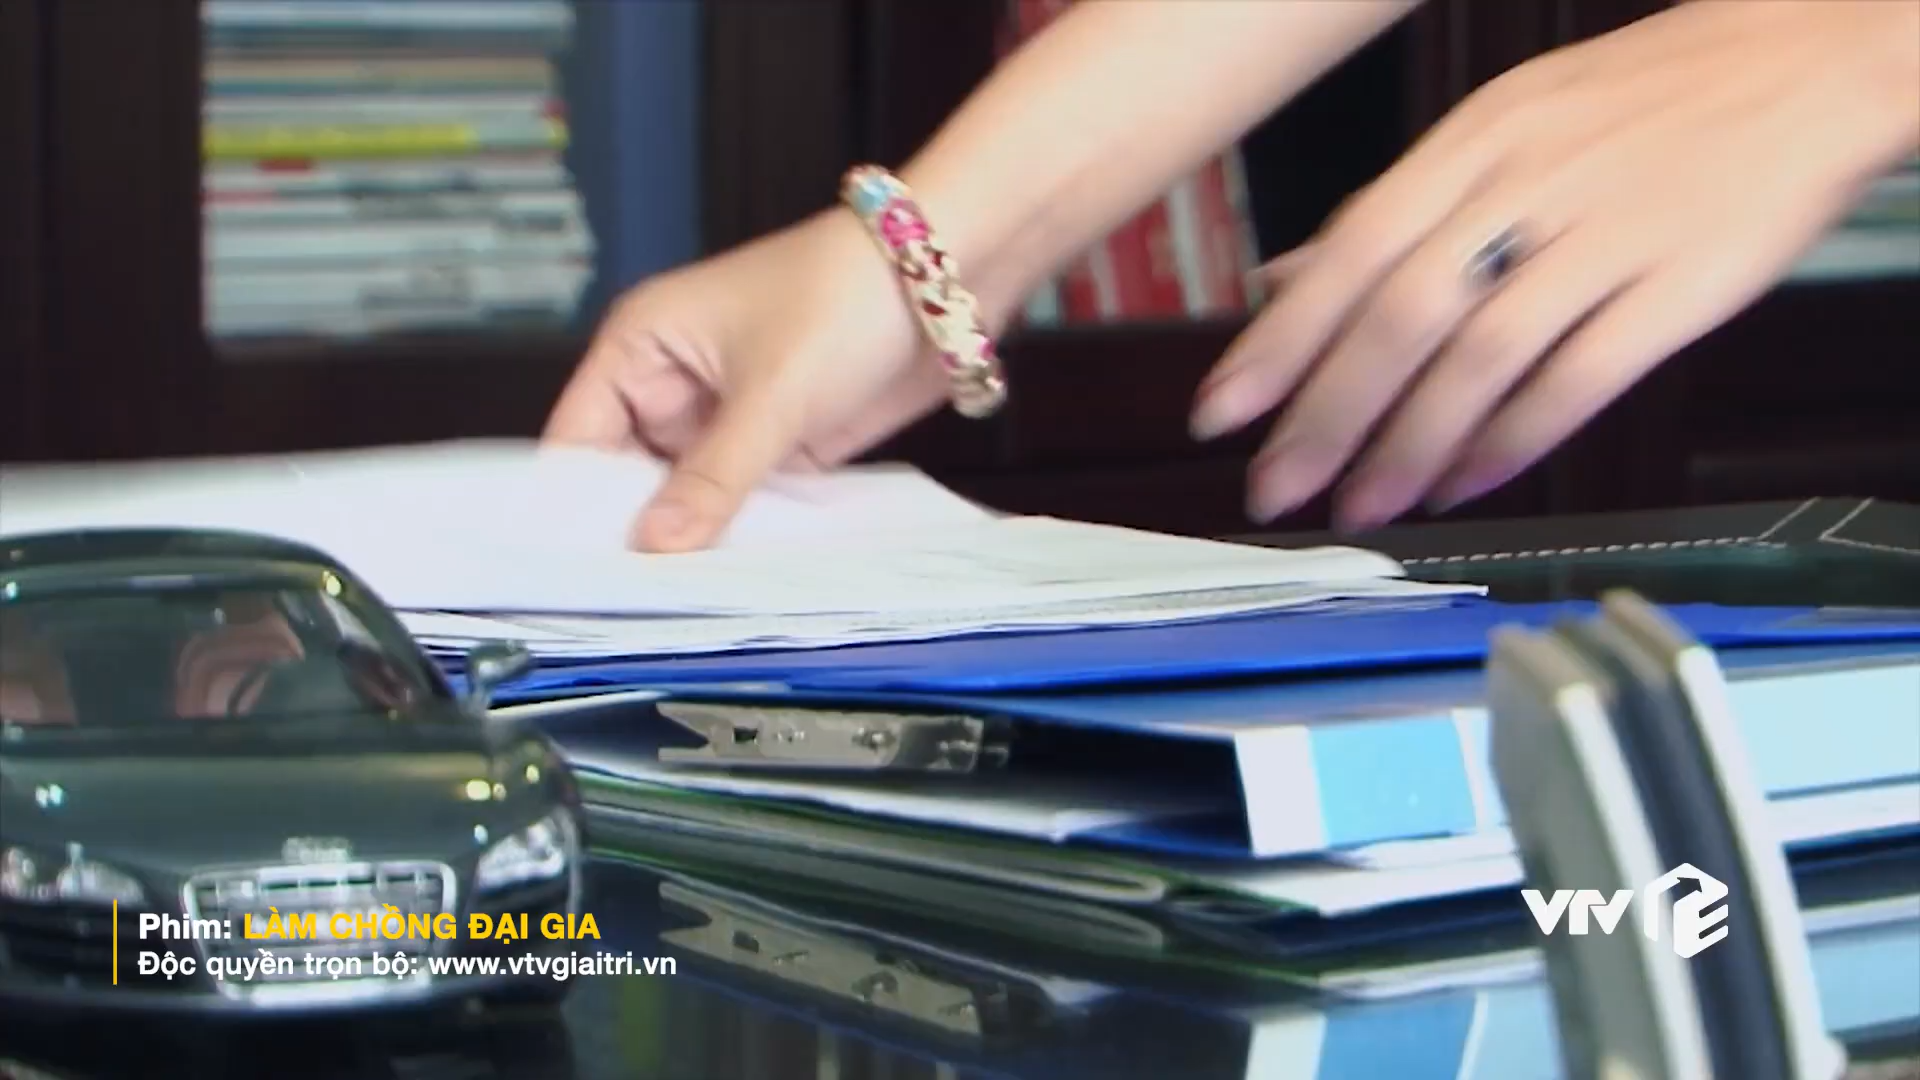 Phim: LÀM CHỒNG ĐẠI GIA
Độc quyền trọn bộ: www.vtvgiaitri.vn
VTV